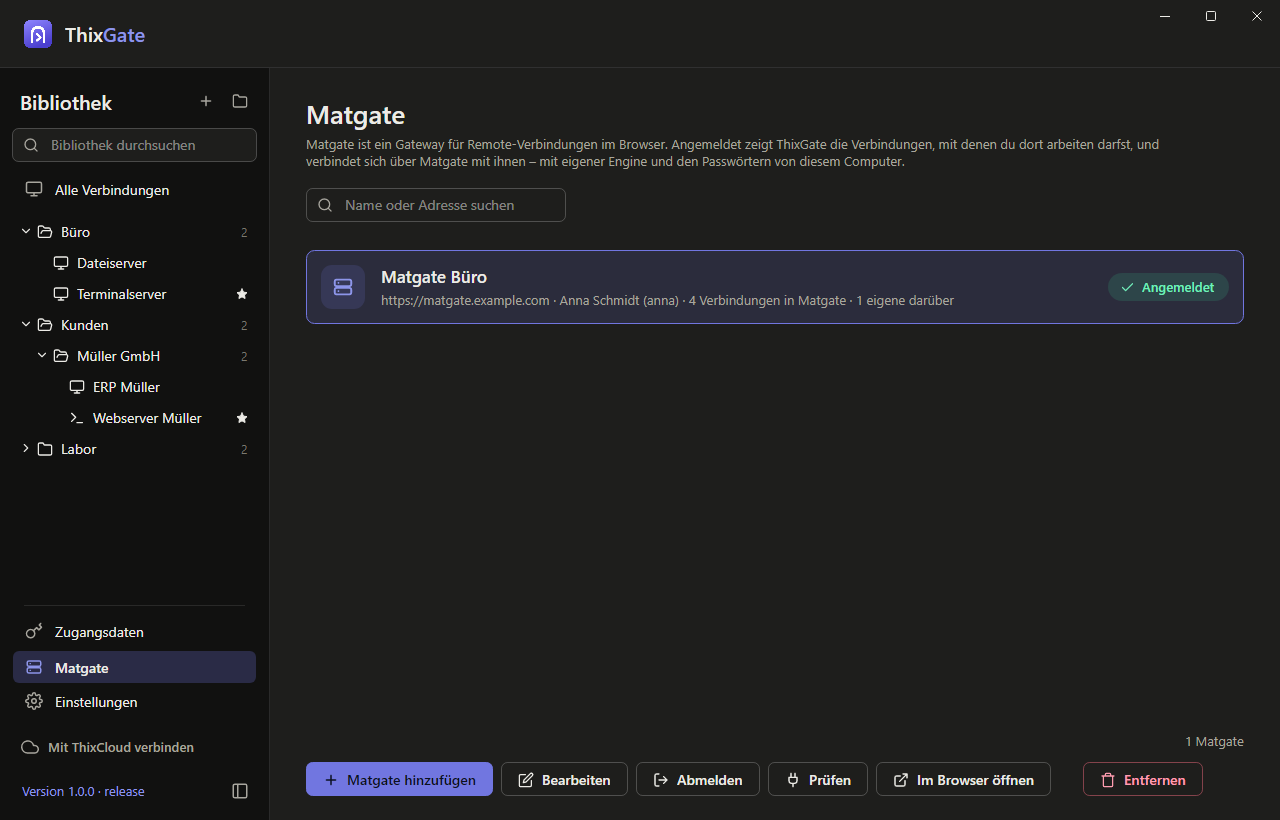 ThixGate
Bibliothek
Bibliothek durchsuchen
Alle Verbindungen
Büro 2
Dateiserver
Terminalserver
Kunden 2
Müller GmbH 2
ERP Müller
Webserver Müller
Labor 2
Zugangsdaten
Matgate
Einstellungen
Mit ThixCloud verbinden
Version 1.0.0 · release
Matgate
Matgate ist ein Gateway für Remote-Verbindungen im Browser. Angemeldet zeigt ThixGate die Verbindungen, mit denen du dort arbeiten darfst, und
verbindet sich über Matgate mit ihnen – mit eigener Engine und den Passwörtern von diesem Computer.
Name oder Adresse suchen
Matgate Büro
https://matgate.example.com · Anna Schmidt (anna) · 4 Verbindungen in Matgate · 1 eigene darüber
Angemeldet
1 Matgate
Matgate hinzufügen
Bearbeiten
Abmelden
Prüfen
Im Browser öffnen
Entfernen